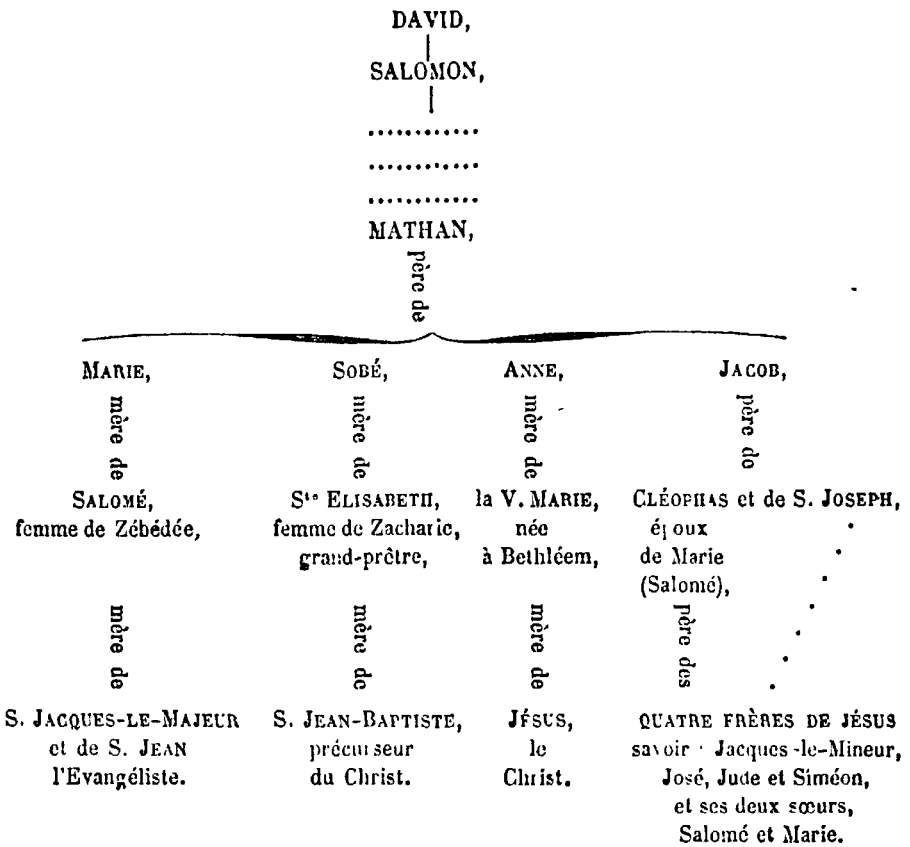 DAVID,
SALOMON,
............
............
............
MATHAN,
père de
MARIE, SOBÉ, ANNE, JACOB,
mère de mère de mère de père de
SALOMÉ, Ste ELISABETH, la V. MARIE, CLÉOPHAS et de S. JOSEPH,
femme de Zébédée, femme de Zacharie, née époux
grand-prêtre, à Bethléem, de Marie
(Salomé),
mère de mère de mère de père des
S. JACQUES-LE-MAJEUR S. JEAN-BAPTISTE, JÉSUS, QUATRE FRÈRES DE JÉSUS
et de S. JEAN précurseur le savoir : Jacques-le-Mineur,
l'Evangéliste. du Christ. Christ. José, Jude et Siméon,
et ses deux sœurs,
Salomé et Marie.